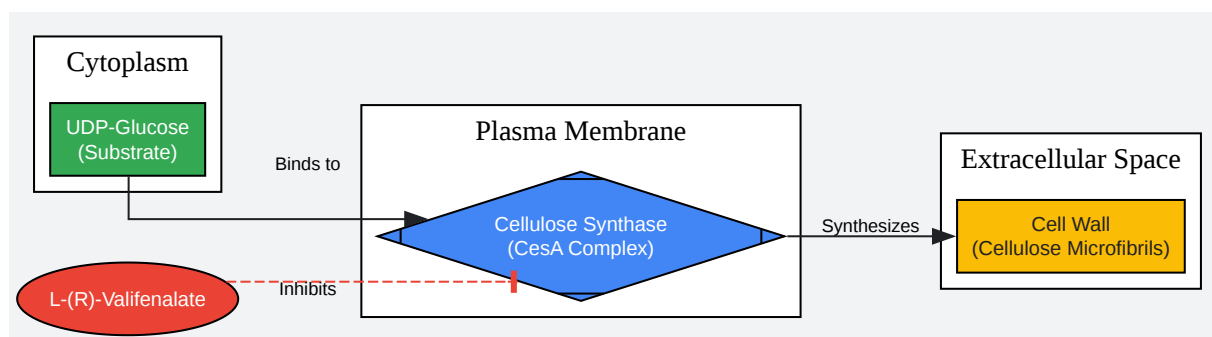 Cytoplasm
UDP-Glucose
(Substrate)
Binds to
Plasma Membrane
Cellulose Synthase
(CesA Complex)
Synthesizes
Extracellular Space
Cell Wall
(Cellulose Microfibrils)
L-(R)-Valifenalate
Inhibits